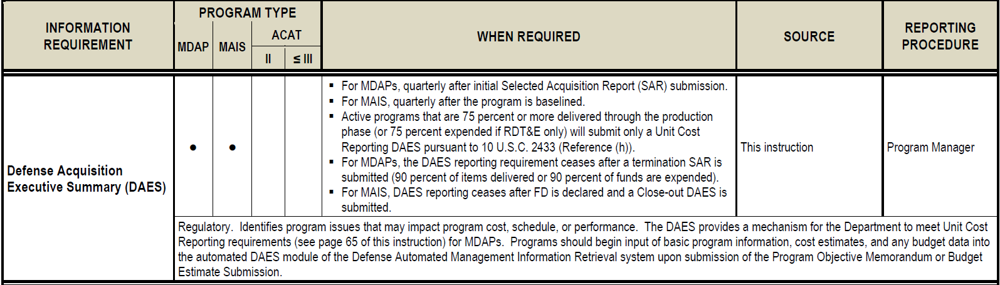 INFORMATION
REQUIREMENT
PROGRAM TYPE
MDAP
MAIS
ACAT
II
≤ III
WHEN REQUIRED
SOURCE
REPORTING
PROCEDURE
Defense Acquisition
Executive Summary (DAES)
●
●
▪ For MDAPs, quarterly after initial Selected Acquisition Report (SAR) submission.
▪ For MAIS, quarterly after the program is baselined.
▪ Active programs that are 75 percent or more delivered through the production
phase (or 75 percent expended if RDT&E only) will submit only a Unit Cost
Reporting DAES pursuant to 10 U.S.C. 2433 (Reference (h)).
▪ For MDAPs, the DAES reporting requirement ceases after a termination SAR is
submitted (90 percent of items delivered or 90 percent of funds are expended).
▪ For MAIS, DAES reporting ceases after FD is declared and a Close-out DAES is
submitted.
This instruction
Program Manager
Regulatory.  Identifies program issues that may impact program cost, schedule, or performance.  The DAES provides a mechanism for the Department to meet Unit Cost
Reporting requirements (see page 65 of this instruction) for MDAPs.  Programs should begin input of basic program information, cost estimates, and any budget data into
the automated DAES module of the Defense Automated Management Information Retrieval system upon submission of the Program Objective Memorandum or Budget
Estimate Submission.